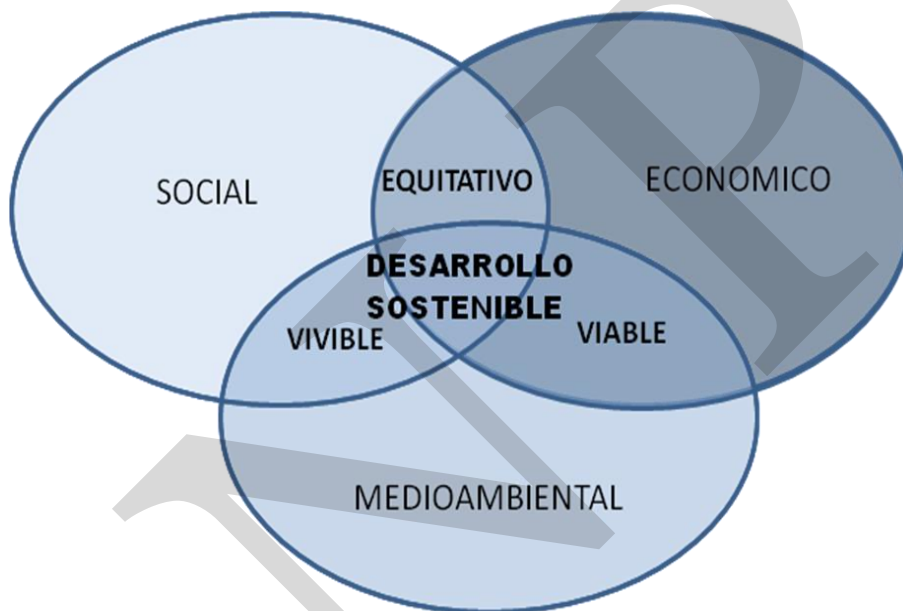 SOCIAL
EQUITATIVO
ECONOMICO
DESARROLLO
SOSTENIBLE
VIVIBLE
VIABLE
MEDIOAMBIENTAL